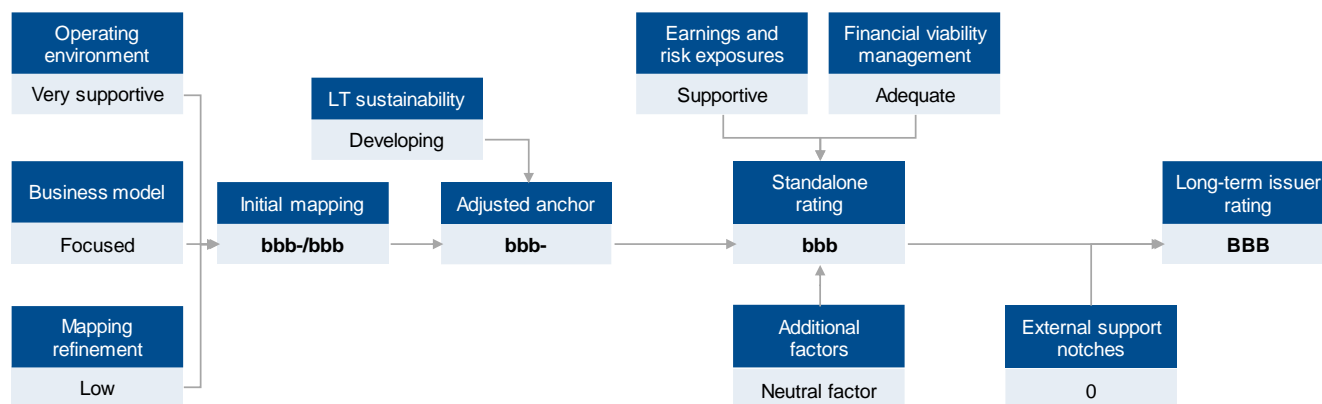 Operating
environment
Very supportive
Business model
Focused
Mapping
refinement
Low
Initial mapping
bbb-/bbb
LT sustainability
Developing
Adjusted anchor
bbb-
Earnings and
risk exposures
Supportive
Financial viability
management
Adequate
Standalone
rating
bbb
Additional
factors
Neutral factor
External support
notches
0
Long-term issuer
rating
BBB